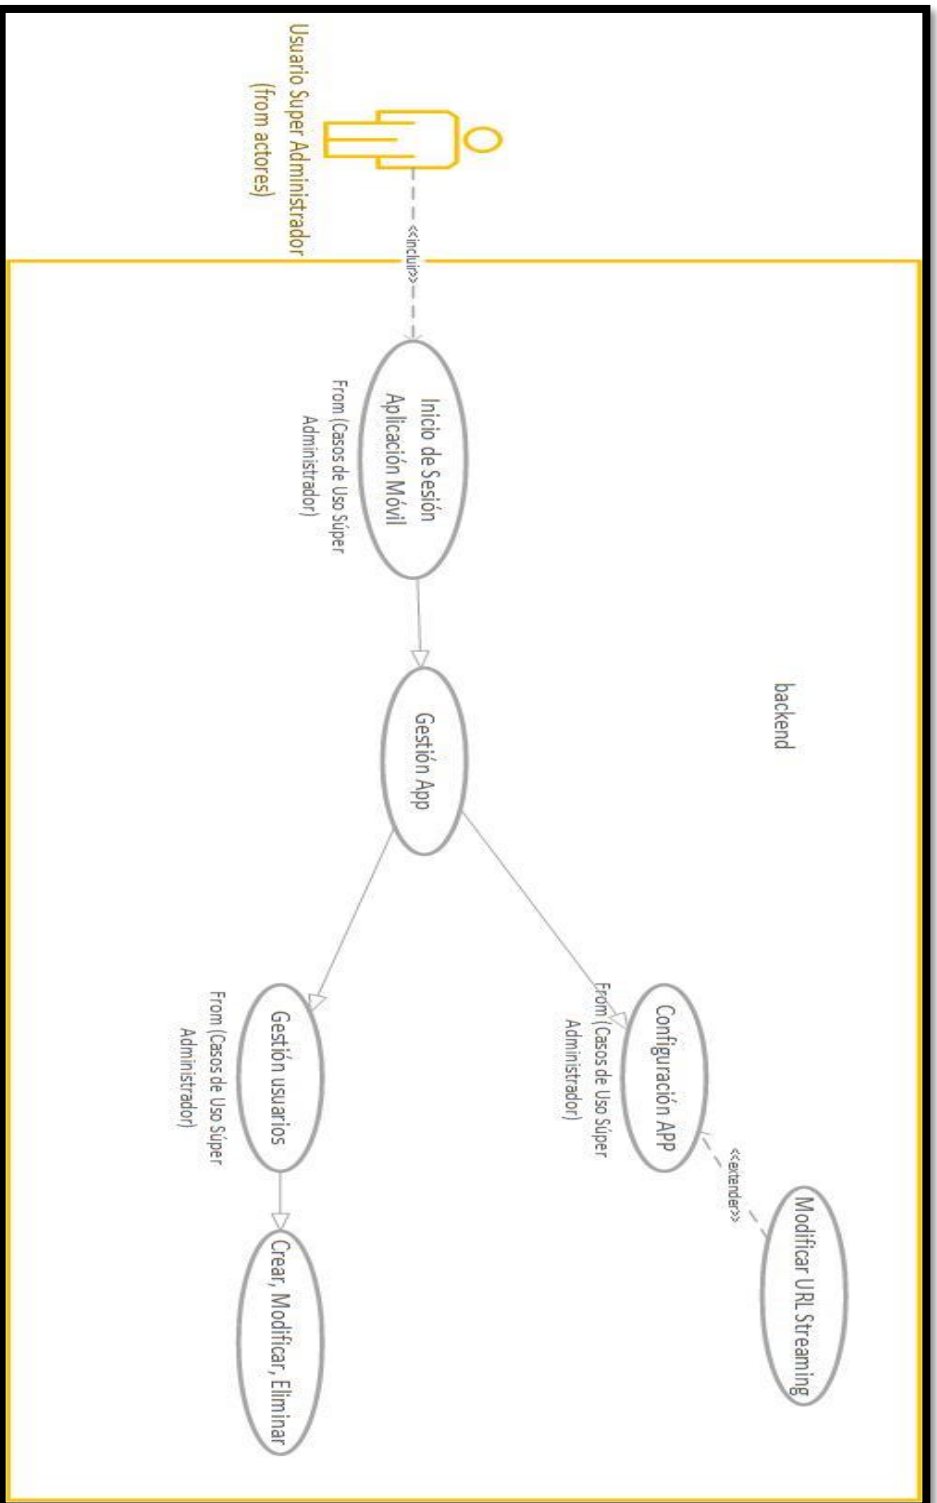 Usuario Super Administrador
(from actores)
<<incluir>>
Inicio de Sesión
Aplicación Móvil
From (Casos de Uso Súper
Administrador)
backend
Gestión App
Configuración APP
From (Casos de Uso Súper
Administrador)
<<extender>>
Modificar URL Streaming
Gestión usuarios
From (Casos de Uso Súper
Administrador)
Crear, Modificar, Eliminar